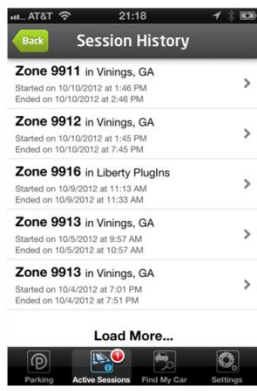 AT&T 21:18
Back Session History
Zone 9911 in Vinings, GA
Started on 10/10/2012 at 1:46 PM
Ended on 10/10/2012 at 2:46 PM
Zone 9912 in Vinings, GA
Started on 10/10/2012 at 1:45 PM
Ended on 10/10/2012 at 7:45 PM
Zone 9916 in Liberty PlugIns
Started on 10/9/2012 at 11:13 AM
Ended on 10/9/2012 at 11:33 AM
Zone 9913 in Vinings, GA
Started on 10/5/2012 at 9:57 AM
Ended on 10/5/2012 at 10:57 AM
Zone 9913 in Vinings, GA
Started on 10/4/2012 at 7:01 PM
Ended on 10/4/2012 at 7:51 PM
Load More...
Parking Active Sessions Find My Car Settings